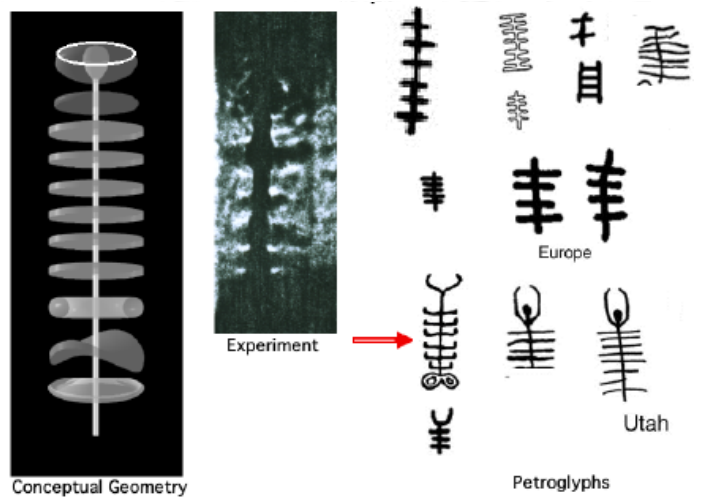 Europe
Experiment
Utah
Conceptual Geometry
Petroglyphs